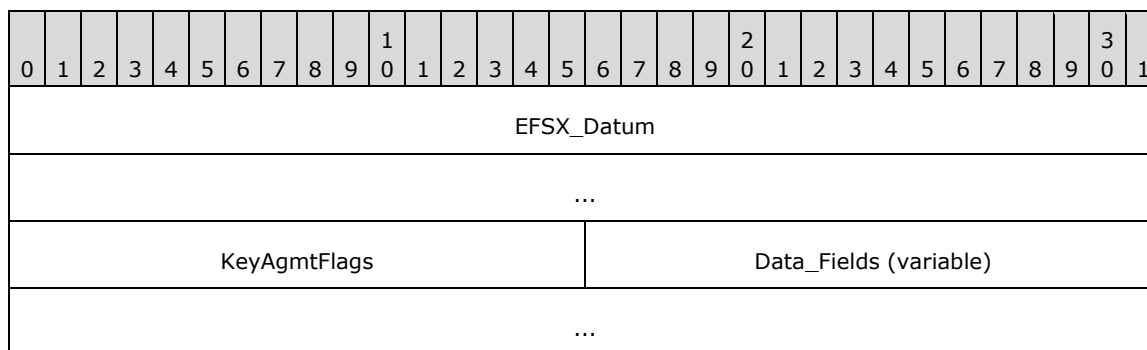 1 2 3
0 1 2 3 4 5 6 7 8 9 0 1 2 3 4 5 6 7 8 9 0 1 2 3 4 5 6 7 8 9 0 1
EFSX_Datum
...
KeyAgmtFlags Data_Fields (variable)
...